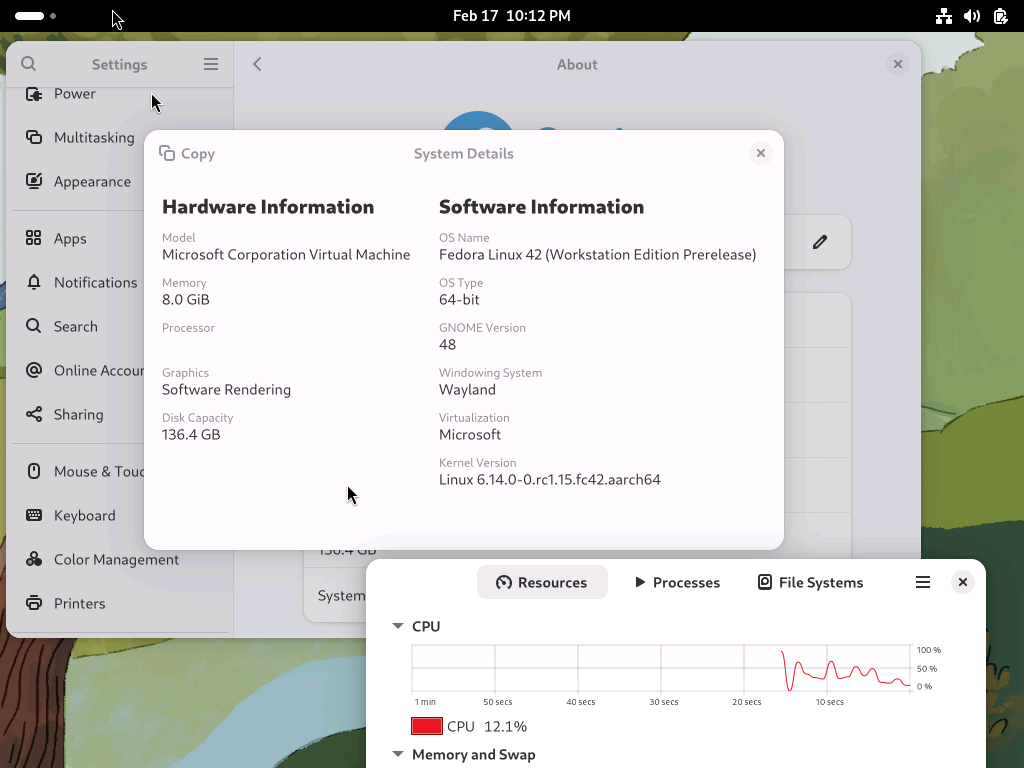 Feb 17 10:12 PM
Settings
About
Power
Multitasking
Appearance
Apps
Notifications
Search
Online Accour
Sharing
Mouse & Touc
Keyboard
Color Management
Printers
Copy
System Details
Hardware Information
Model
Microsoft Corporation Virtual Machine
Memory
8.0 GiB
Processor
Graphics
Software Rendering
Disk Capacity
136.4 GB
Software Information
OS Name
Fedora Linux 42 (Workstation Edition Prerelease)
OS Type
64-bit
GNOME Version
48
Windowing System
Wayland
Virtualization
Microsoft
Kernel Version
Linux 6.14.0-0.rc1.15.fc42.aarch64
136.4 GB
System
Resources
Processes
File Systems
CPU
100 %
50 %
0 %
1 min
50 secs
40 secs
30 secs
20 secs
10 secs
CPU 12.1%
Memory and Swap